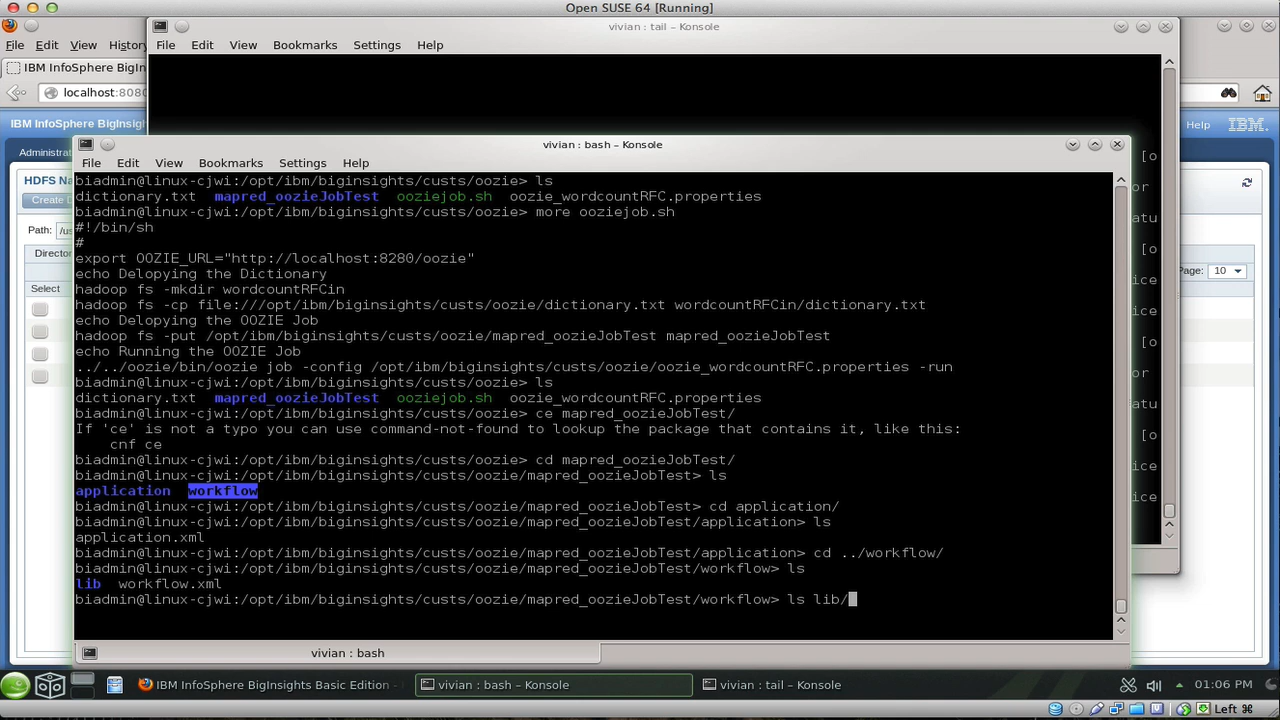 Open SUSE 64 [Running]
vivian : tail – Konsole
File Edit View History
File Edit View Bookmarks Settings Help
IBM InfoSphere BigIn
localhost:8080
IBM InfoSphere BigInsigh
Help IBM.
Administra
HDFS Na
Create D
Path: /us
Director
Select
Page: 10
[o
or
atu
[o
ice
ice
[o
or
atu
[o
ice
vivian : bash – Konsole
File Edit View Bookmarks Settings Help
biadmin@linux-cjwi:/opt/ibm/biginsights/custs/oozie> ls
dictionary.txt mapred_oozieJobTest ooziejob.sh oozie_wordcountRFC.properties
biadmin@linux-cjwi:/opt/ibm/biginsights/custs/oozie> more ooziejob.sh
#!/bin/sh
#
export OOZIE_URL="http://localhost:8280/oozie"
echo Delopying the Dictionary
hadoop fs -mkdir wordcountRFCin
hadoop fs -cp file:///opt/ibm/biginsights/custs/oozie/dictionary.txt wordcountRFCin/dictionary.txt
echo Delopying the OOZIE Job
hadoop fs -put /opt/ibm/biginsights/custs/oozie/mapred_oozieJobTest mapred_oozieJobTest
echo Running the OOZIE Job
../../oozie/bin/oozie job -config /opt/ibm/biginsights/custs/oozie/oozie_wordcountRFC.properties -run
biadmin@linux-cjwi:/opt/ibm/biginsights/custs/oozie> ls
dictionary.txt mapred_oozieJobTest ooziejob.sh oozie_wordcountRFC.properties
biadmin@linux-cjwi:/opt/ibm/biginsights/custs/oozie> ce mapred_oozieJobTest/
If 'ce' is not a typo you can use command-not-found to lookup the package that contains it, like this:
cnf ce
biadmin@linux-cjwi:/opt/ibm/biginsights/custs/oozie> cd mapred_oozieJobTest/
biadmin@linux-cjwi:/opt/ibm/biginsights/custs/oozie/mapred_oozieJobTest> ls
application workflow
biadmin@linux-cjwi:/opt/ibm/biginsights/custs/oozie/mapred_oozieJobTest> cd application/
biadmin@linux-cjwi:/opt/ibm/biginsights/custs/oozie/mapred_oozieJobTest/application> ls
application.xml
biadmin@linux-cjwi:/opt/ibm/biginsights/custs/oozie/mapred_oozieJobTest/application> cd ../workflow/
biadmin@linux-cjwi:/opt/ibm/biginsights/custs/oozie/mapred_oozieJobTest/workflow> ls
lib workflow.xml
biadmin@linux-cjwi:/opt/ibm/biginsights/custs/oozie/mapred_oozieJobTest/workflow> ls lib/
vivian : bash
IBM InfoSphere BigInsights Basic Edition -
vivian : bash – Konsole
vivian : tail – Konsole
01:06 PM
Left ⌘